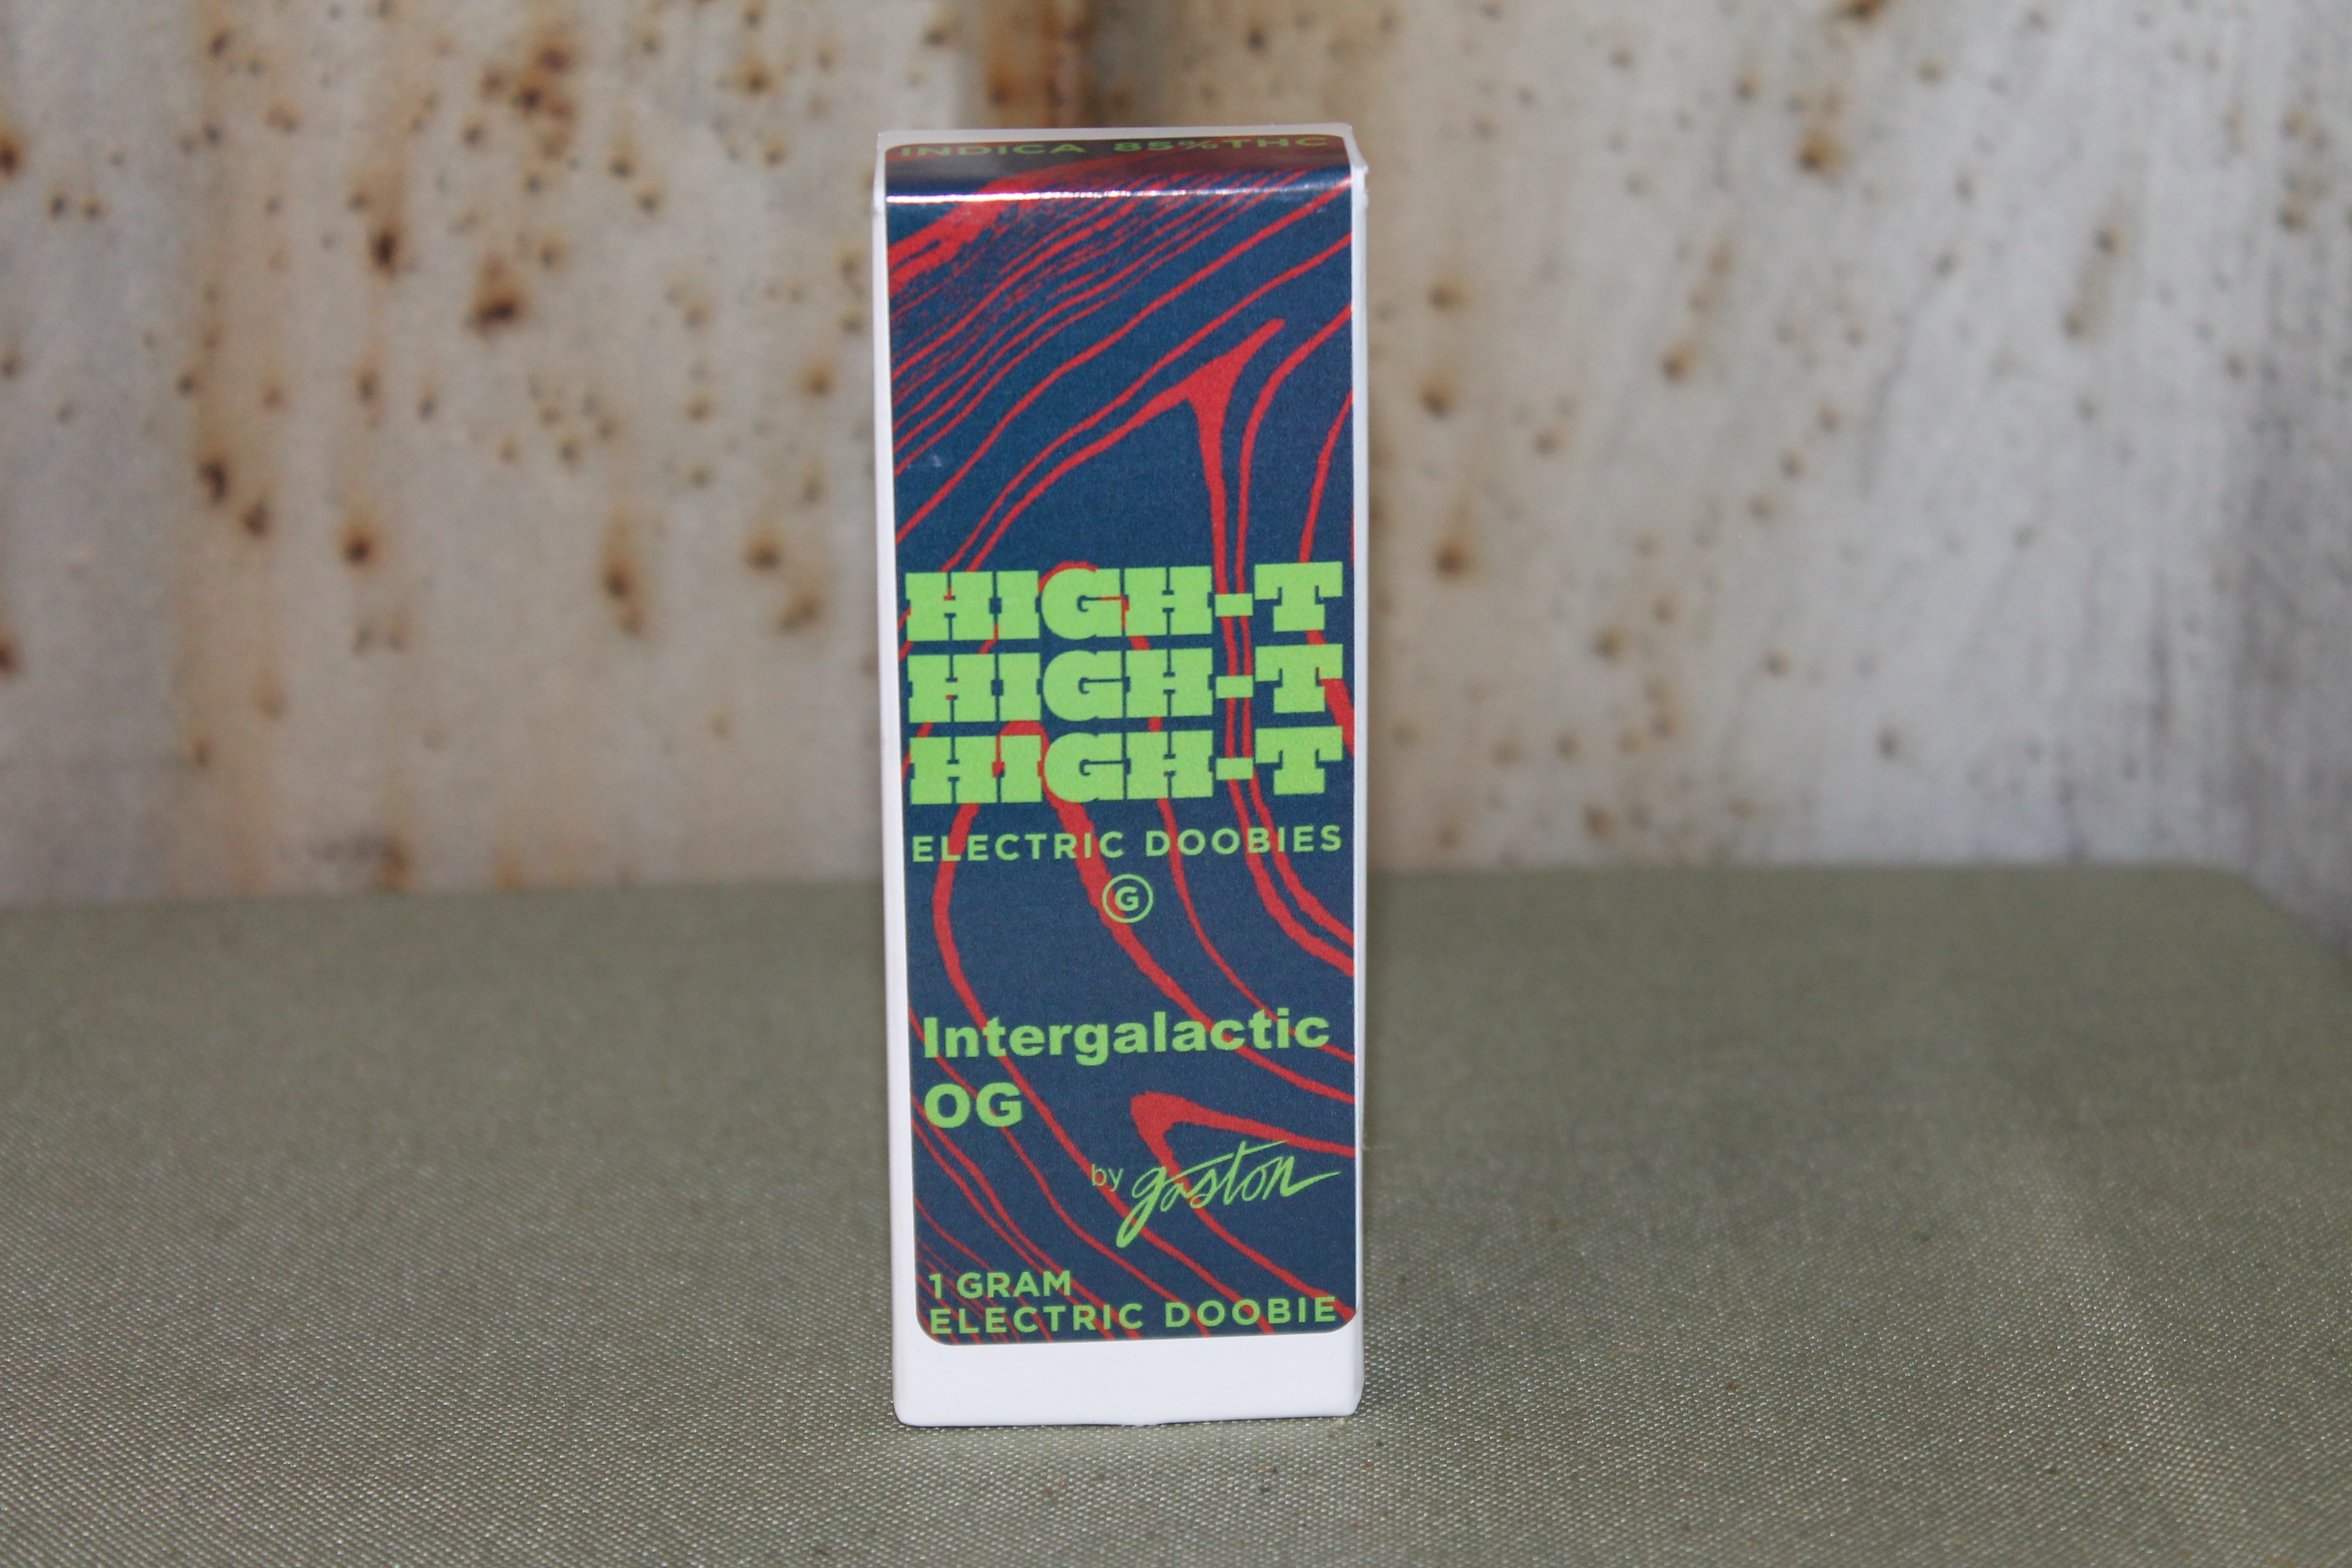 INDICA 85% THC
HIGH-T
HIGH-T
HIGH-T
ELECTRIC DOOBIES
G
Intergalactic
OG
by gaston
1 GRAM
ELECTRIC DOOBIE